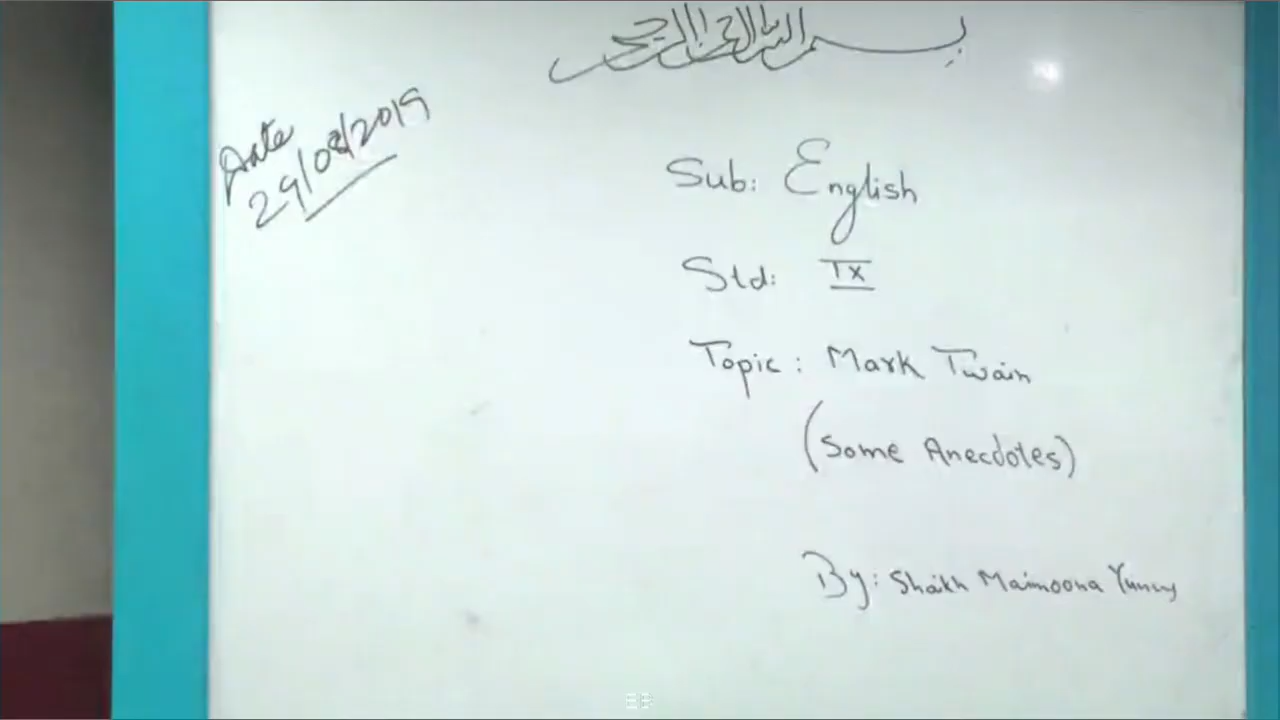 بسم الله الرحمن الرحيم
Date
29/08/2019
Sub: English
Std: IX
Topic: Mark Twain
(Some Anecdotes)
By: Shaikh Maimoona Yunus